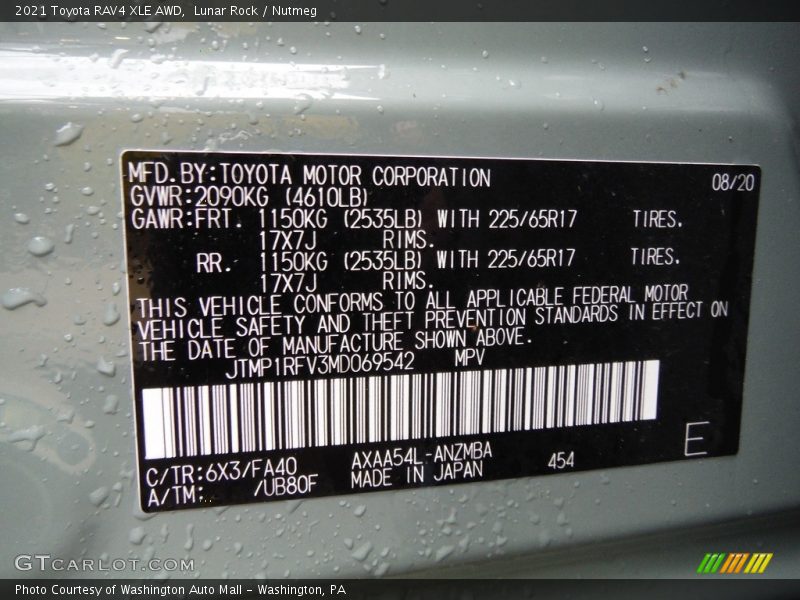 2021 Toyota RAV4 XLE AWD,  Lunar Rock / Nutmeg
MFD.BY:TOYOTA MOTOR CORPORATION 08/20
GVWR:2090KG (4610LB)
GAWR:FRT. 1150KG (2535LB) WITH 225/65R17 TIRES.
17X7J RIMS.
RR. 1150KG (2535LB) WITH 225/65R17 TIRES.
17X7J RIMS.
THIS VEHICLE CONFORMS TO ALL APPLICABLE FEDERAL MOTOR
VEHICLE SAFETY AND THEFT PREVENTION STANDARDS IN EFFECT ON
THE DATE OF MANUFACTURE SHOWN ABOVE.
JTMP1RFV3MD069542 MPV
C/TR:6X3/FA40 AXAA54L-ANZMBA 454 E
A/TM: /UB80F MADE IN JAPAN
GTCARLOT.COM
Photo Courtesy of Washington Auto Mall - Washington, PA